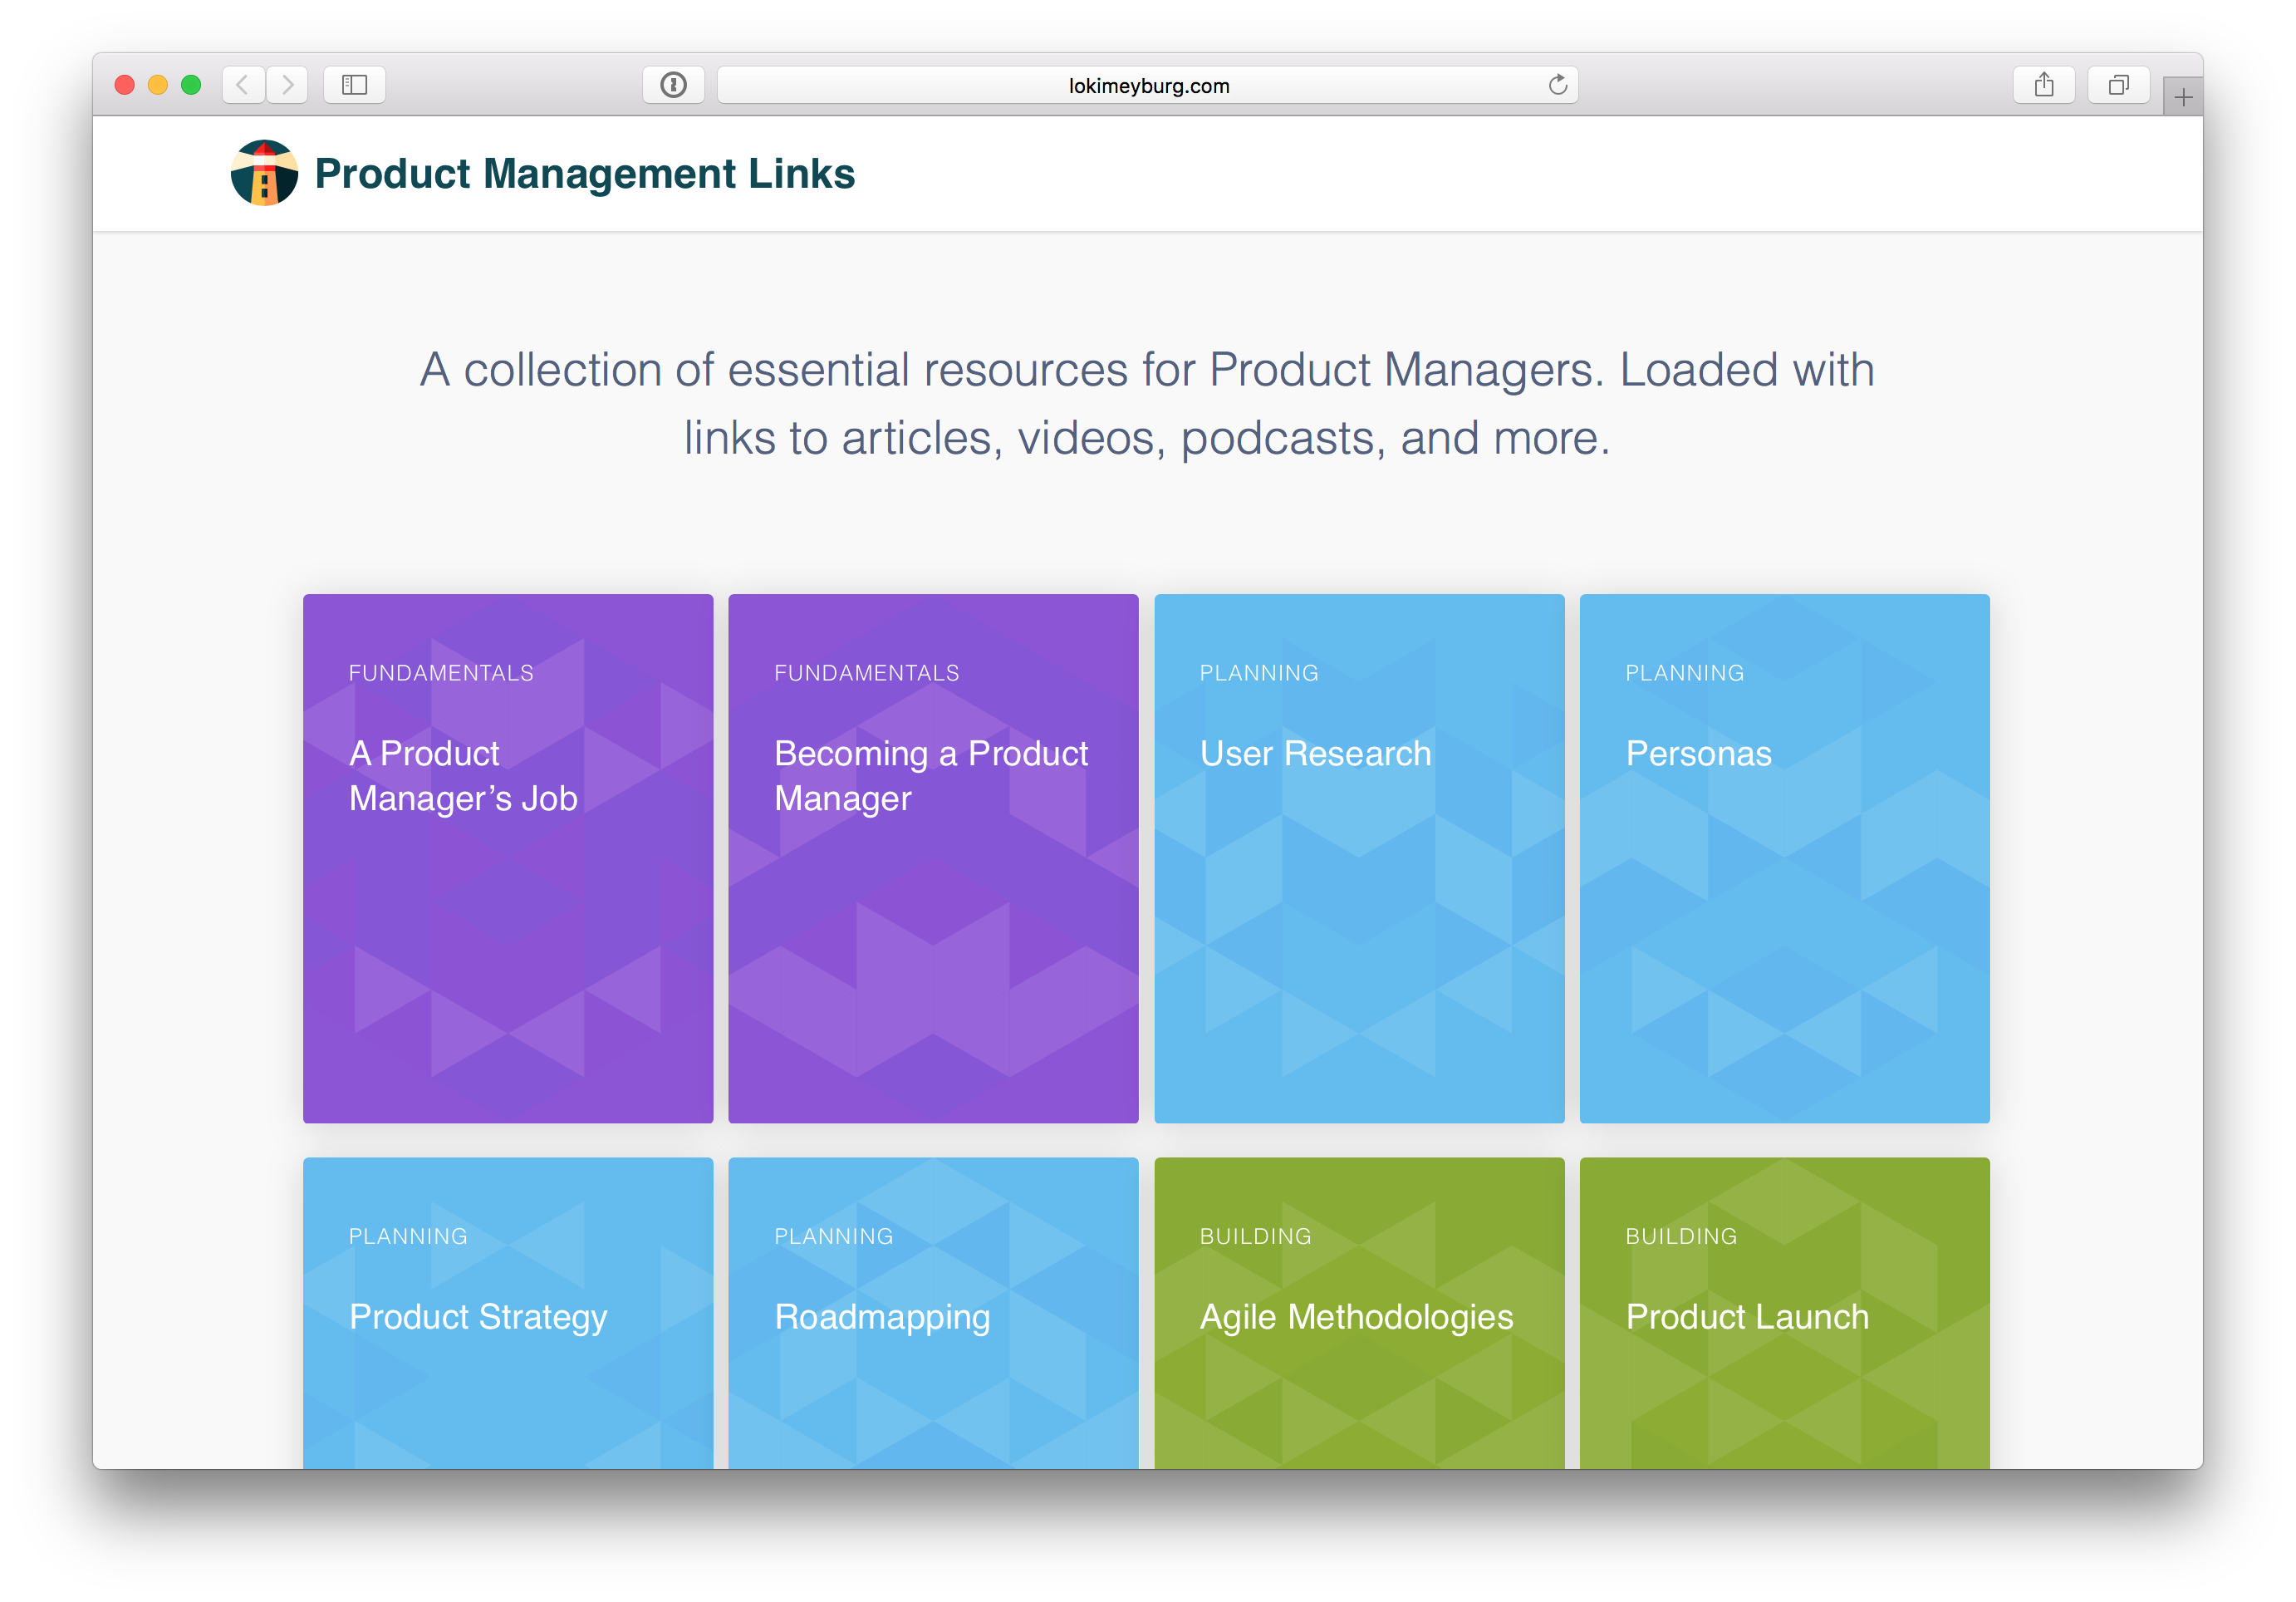 lokimeyburg.com
Product Management Links
A collection of essential resources for Product Managers. Loaded with
links to articles, videos, podcasts, and more.
FUNDAMENTALS
A Product
Manager’s Job
FUNDAMENTALS
Becoming a Product
Manager
PLANNING
User Research
PLANNING
Personas
PLANNING
Product Strategy
PLANNING
Roadmapping
BUILDING
Agile Methodologies
BUILDING
Product Launch